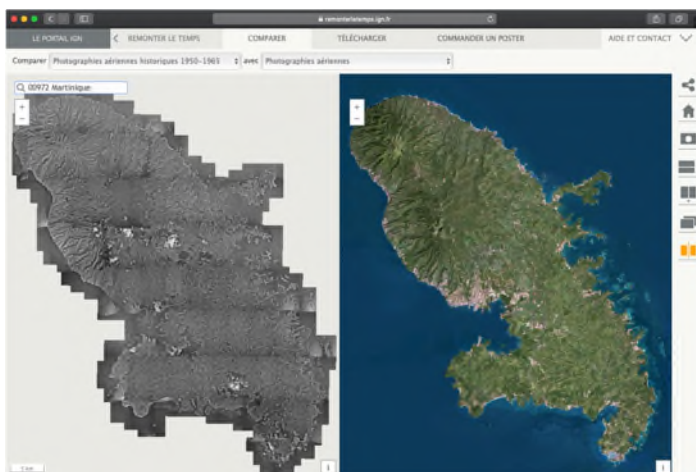 remonterletemps.ign.fr
LE PORTAIL IGN
REMONTER LE TEMPS
COMPARER
TÉLÉCHARGER
COMMANDER UN POSTER
AIDE ET CONTACT
Comparer Photographies aériennes historiques 1950-1965 avec Photographies aériennes
00972 Martinique
+
−
+
−
i
i